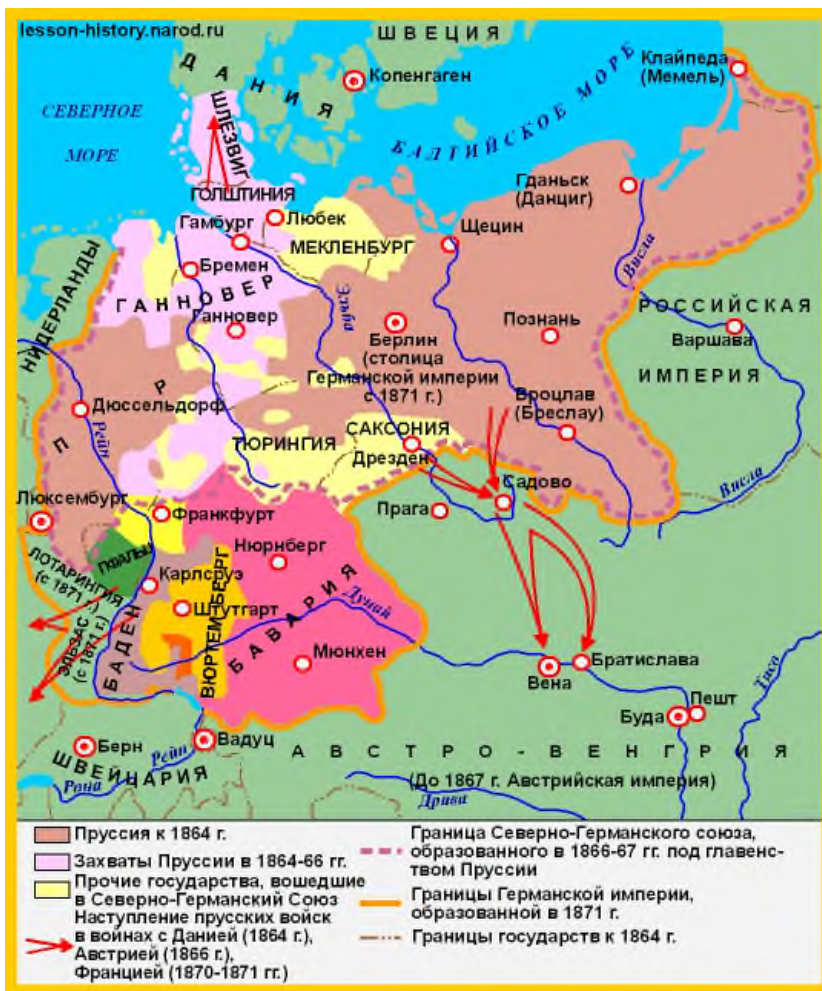 lesson-history.narod.ru
ШВЕЦИЯ
ДАНИЯ
Копенгаген
Клайпеда
(Мемель)
СЕВЕРНОЕ
МОРЕ
БАЛТИЙСКОЕ МОРЕ
ШЛЕЗВИГ
ГОЛШТИНИЯ
Гданьск
(Данциг)
Любек
Гамбург
МЕКЛЕНБУРГ
Щецин
Бремен
НИДЕРЛАНДЫ
ГАННОВЕР
Ганновер
Эльба
Висла
РОССИЙСКАЯ
ИМПЕРИЯ
Варшава
Берлин
(столица
Германской империи
с 1871 г.)
Познань
П Р
Дюссельдорф
Рейн
Вроцлав
(Бреслау)
ТЮРИНГИЯ
САКСОНИЯ
Дрезден
Висла
Садово
Прага
Люксембург
Франкфурт
ПФАЛЬЦ
Нюрнберг
ЛОТАРИНГИЯ
(с 1871 г.)
Карлсруэ
Штутгарт
ЭЛЬЗАС
(с 1871 г.)
БАДЕН
ВЮРТЕМБЕРГ
БАВАРИЯ
Дунай
Мюнхен
Вена
Братислава
Тиса
Буда
Пешт
Берн
Вадуц
Рейн
ШВЕЙЦАРИЯ
Рона
АВСТРО-ВЕНГРИЯ
(До 1867 г. Австрийская империя)
Драва
Пруссия к 1864 г.
Захваты Пруссии в 1864-66 гг.
Прочие государства, вошедшие
в Северно-Германский Союз
Наступление прусских войск
в войнах с Данией (1864 г.),
Австрией (1866 г.),
Францией (1870-1871 гг.)
Граница Северно-Германского союза,
образованного в 1866-67 гг. под главенс-
твом Пруссии
Границы Германской империи,
образованной в 1871 г.
Границы государств к 1864 г.